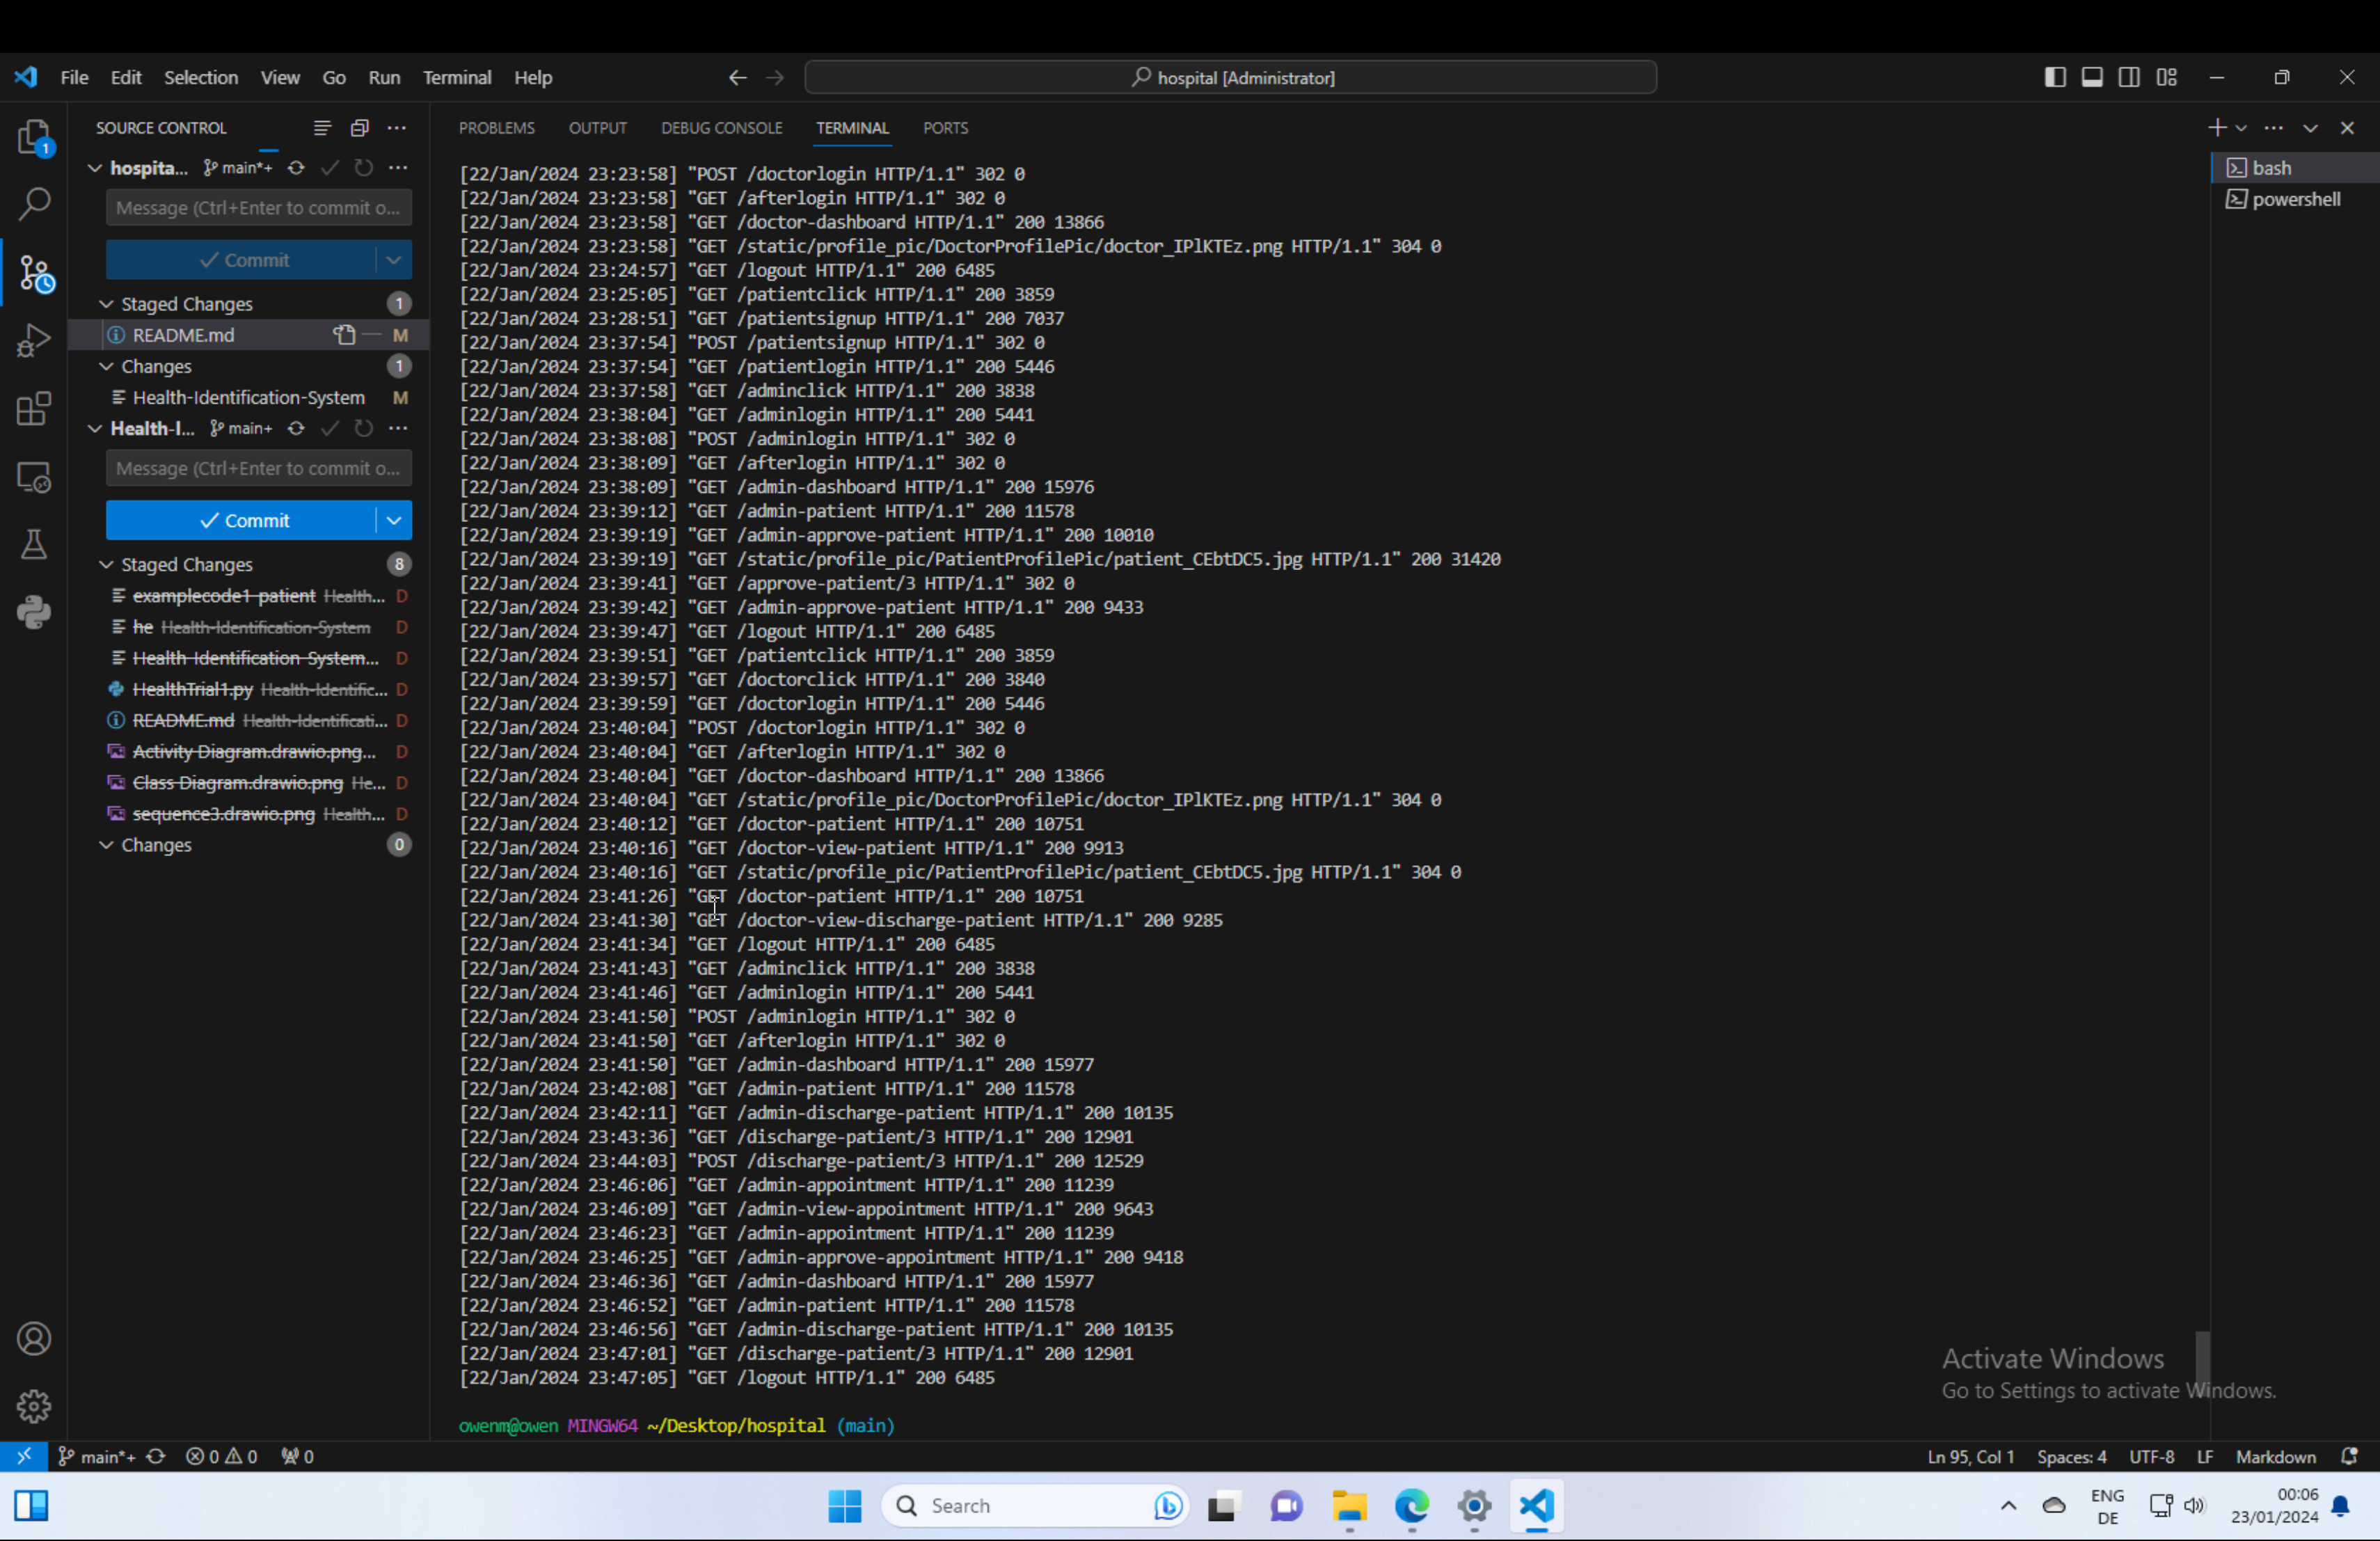 File Edit Selection View Go Run Terminal Help
hospital [Administrator]
SOURCE CONTROL
PROBLEMS OUTPUT DEBUG CONSOLE TERMINAL PORTS
1
hospita... main*+
Message (Ctrl+Enter to commit o...
Commit
Staged Changes 1
README.md M
Changes 1
Health-Identification-System M
Health-I... main+
Message (Ctrl+Enter to commit o...
Commit
Staged Changes 8
examplecode1 patient Health... D
he Health-Identification-System D
Health Identification System... D
HealthTrial1.py Health-Identific... D
README.md Health-Identificati... D
Activity Diagram.drawio.png... D
Class Diagram.drawio.png He... D
sequence3.drawio.png Health... D
Changes 0
[22/Jan/2024 23:23:58] "POST /doctorlogin HTTP/1.1" 302 0
[22/Jan/2024 23:23:58] "GET /afterlogin HTTP/1.1" 302 0
[22/Jan/2024 23:23:58] "GET /doctor-dashboard HTTP/1.1" 200 13866
[22/Jan/2024 23:23:58] "GET /static/profile_pic/DoctorProfilePic/doctor_IPlKTEz.png HTTP/1.1" 304 0
[22/Jan/2024 23:24:57] "GET /logout HTTP/1.1" 200 6485
[22/Jan/2024 23:25:05] "GET /patientclick HTTP/1.1" 200 3859
[22/Jan/2024 23:28:51] "GET /patientsignup HTTP/1.1" 200 7037
[22/Jan/2024 23:37:54] "POST /patientsignup HTTP/1.1" 302 0
[22/Jan/2024 23:37:54] "GET /patientlogin HTTP/1.1" 200 5446
[22/Jan/2024 23:37:58] "GET /adminclick HTTP/1.1" 200 3838
[22/Jan/2024 23:38:04] "GET /adminlogin HTTP/1.1" 200 5441
[22/Jan/2024 23:38:08] "POST /adminlogin HTTP/1.1" 302 0
[22/Jan/2024 23:38:09] "GET /afterlogin HTTP/1.1" 302 0
[22/Jan/2024 23:38:09] "GET /admin-dashboard HTTP/1.1" 200 15976
[22/Jan/2024 23:39:12] "GET /admin-patient HTTP/1.1" 200 11578
[22/Jan/2024 23:39:19] "GET /admin-approve-patient HTTP/1.1" 200 10010
[22/Jan/2024 23:39:19] "GET /static/profile_pic/PatientProfilePic/patient_CEbtDC5.jpg HTTP/1.1" 200 31420
[22/Jan/2024 23:39:41] "GET /approve-patient/3 HTTP/1.1" 302 0
[22/Jan/2024 23:39:42] "GET /admin-approve-patient HTTP/1.1" 200 9433
[22/Jan/2024 23:39:47] "GET /logout HTTP/1.1" 200 6485
[22/Jan/2024 23:39:51] "GET /patientclick HTTP/1.1" 200 3859
[22/Jan/2024 23:39:57] "GET /doctorclick HTTP/1.1" 200 3840
[22/Jan/2024 23:39:59] "GET /doctorlogin HTTP/1.1" 200 5446
[22/Jan/2024 23:40:04] "POST /doctorlogin HTTP/1.1" 302 0
[22/Jan/2024 23:40:04] "GET /afterlogin HTTP/1.1" 302 0
[22/Jan/2024 23:40:04] "GET /doctor-dashboard HTTP/1.1" 200 13866
[22/Jan/2024 23:40:04] "GET /static/profile_pic/DoctorProfilePic/doctor_IPlKTEz.png HTTP/1.1" 304 0
[22/Jan/2024 23:40:12] "GET /doctor-patient HTTP/1.1" 200 10751
[22/Jan/2024 23:40:16] "GET /doctor-view-patient HTTP/1.1" 200 9913
[22/Jan/2024 23:40:16] "GET /static/profile_pic/PatientProfilePic/patient_CEbtDC5.jpg HTTP/1.1" 304 0
[22/Jan/2024 23:41:26] "GET /doctor-patient HTTP/1.1" 200 10751
[22/Jan/2024 23:41:30] "GET /doctor-view-discharge-patient HTTP/1.1" 200 9285
[22/Jan/2024 23:41:34] "GET /logout HTTP/1.1" 200 6485
[22/Jan/2024 23:41:43] "GET /adminclick HTTP/1.1" 200 3838
[22/Jan/2024 23:41:46] "GET /adminlogin HTTP/1.1" 200 5441
[22/Jan/2024 23:41:50] "POST /adminlogin HTTP/1.1" 302 0
[22/Jan/2024 23:41:50] "GET /afterlogin HTTP/1.1" 302 0
[22/Jan/2024 23:41:50] "GET /admin-dashboard HTTP/1.1" 200 15977
[22/Jan/2024 23:42:08] "GET /admin-patient HTTP/1.1" 200 11578
[22/Jan/2024 23:42:11] "GET /admin-discharge-patient HTTP/1.1" 200 10135
[22/Jan/2024 23:43:36] "GET /discharge-patient/3 HTTP/1.1" 200 12901
[22/Jan/2024 23:44:03] "POST /discharge-patient/3 HTTP/1.1" 200 12529
[22/Jan/2024 23:46:06] "GET /admin-appointment HTTP/1.1" 200 11239
[22/Jan/2024 23:46:09] "GET /admin-view-appointment HTTP/1.1" 200 9643
[22/Jan/2024 23:46:23] "GET /admin-appointment HTTP/1.1" 200 11239
[22/Jan/2024 23:46:25] "GET /admin-approve-appointment HTTP/1.1" 200 9418
[22/Jan/2024 23:46:36] "GET /admin-dashboard HTTP/1.1" 200 15977
[22/Jan/2024 23:46:52] "GET /admin-patient HTTP/1.1" 200 11578
[22/Jan/2024 23:46:56] "GET /admin-discharge-patient HTTP/1.1" 200 10135
[22/Jan/2024 23:47:01] "GET /discharge-patient/3 HTTP/1.1" 200 12901
[22/Jan/2024 23:47:05] "GET /logout HTTP/1.1" 200 6485
owenm@owen MINGW64 ~/Desktop/hospital (main)
bash
powershell
Activate Windows
Go to Settings to activate Windows.
main*+ 0 0 0
Ln 95, Col 1 Spaces: 4 UTF-8 LF Markdown
Search
ENG
DE
00:06
23/01/2024